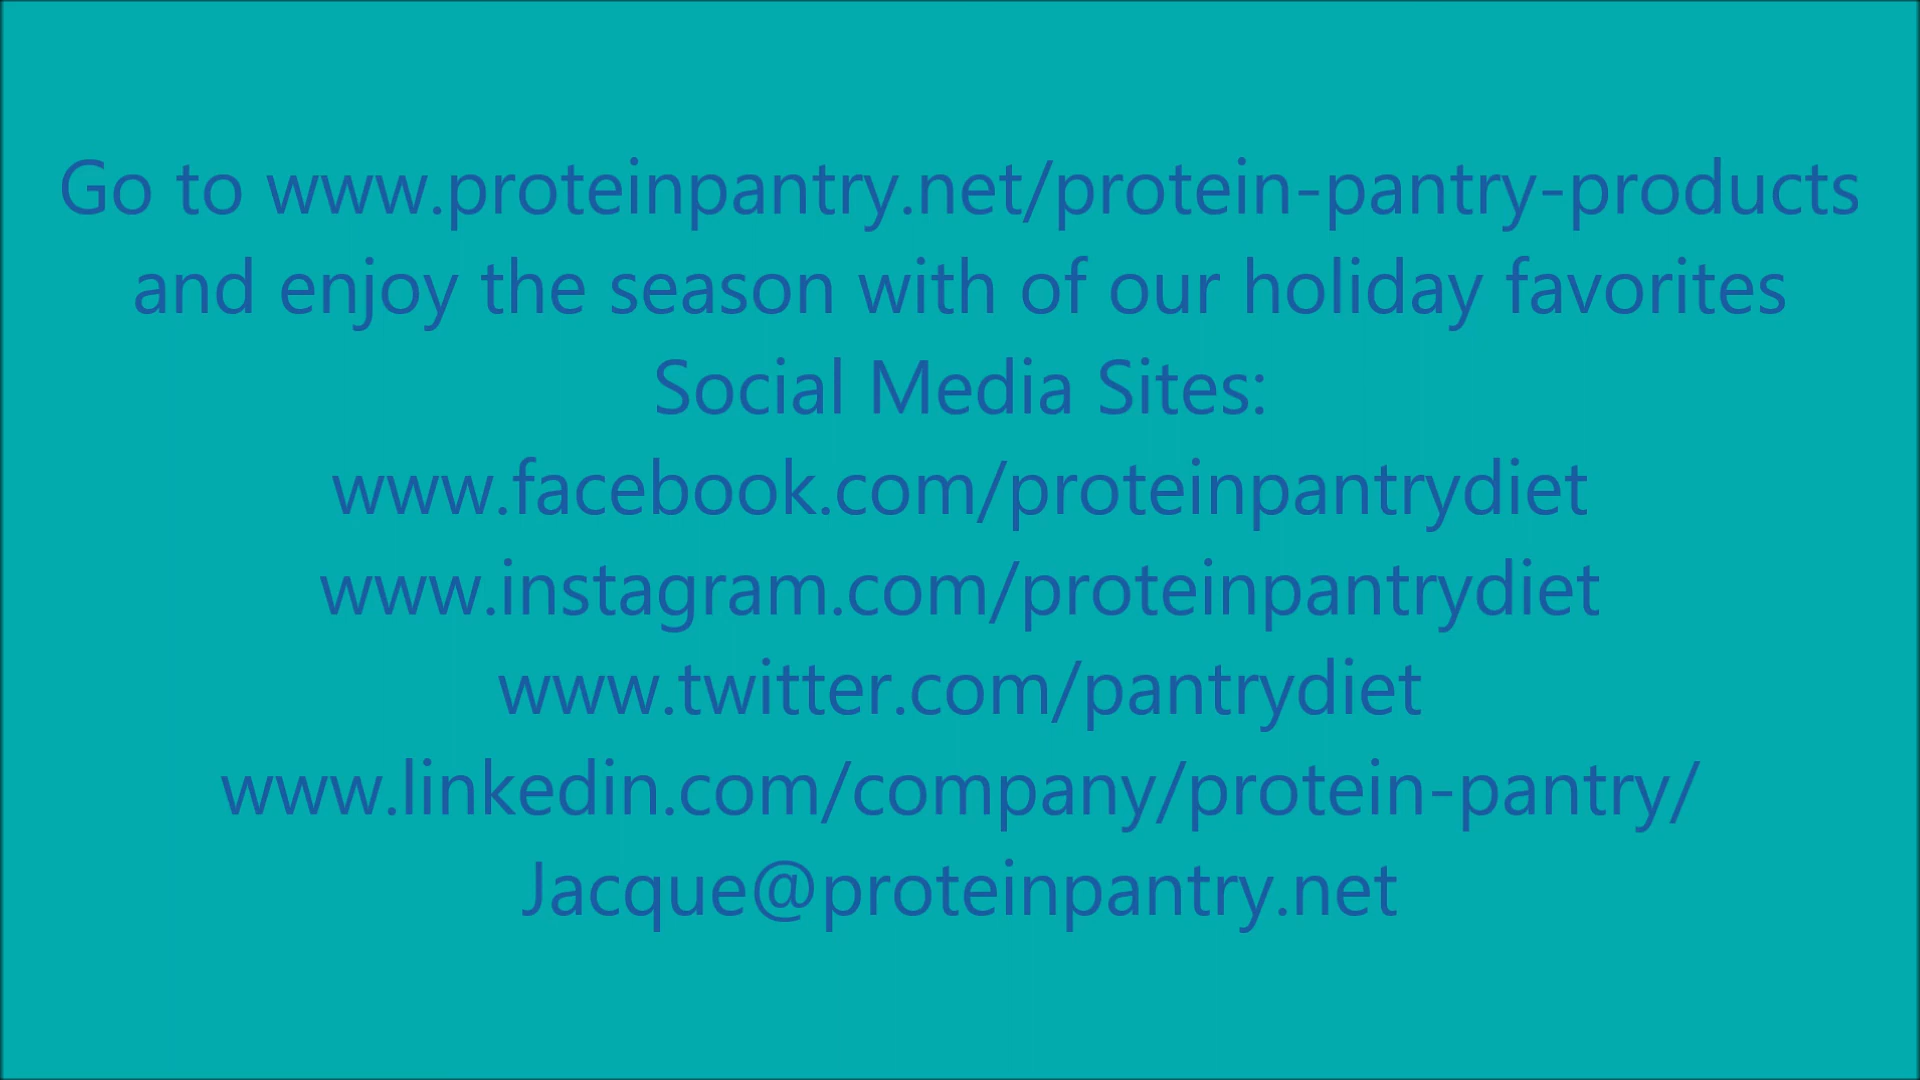 Go to www.proteinpantry.net/protein-pantry-products
and enjoy the season with of our holiday favorites
Social Media Sites:
www.facebook.com/proteinpantrydiet
www.instagram.com/proteinpantrydiet
www.twitter.com/pantrydiet
www.linkedin.com/company/protein-pantry/
Jacque@proteinpantry.net